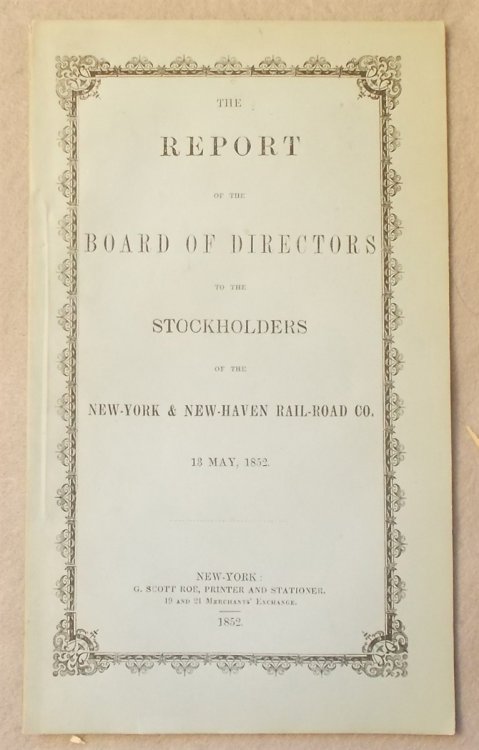 THE
REPORT
OF THE
BOARD OF DIRECTORS
TO THE
STOCKHOLDERS
OF THE
NEW-YORK & NEW-HAVEN RAIL-ROAD CO.
13 MAY, 1852.
NEW-YORK:
G. SCOTT ROE, PRINTER AND STATIONER.
19 AND 21 MERCHANTS' EXCHANGE.
1852.